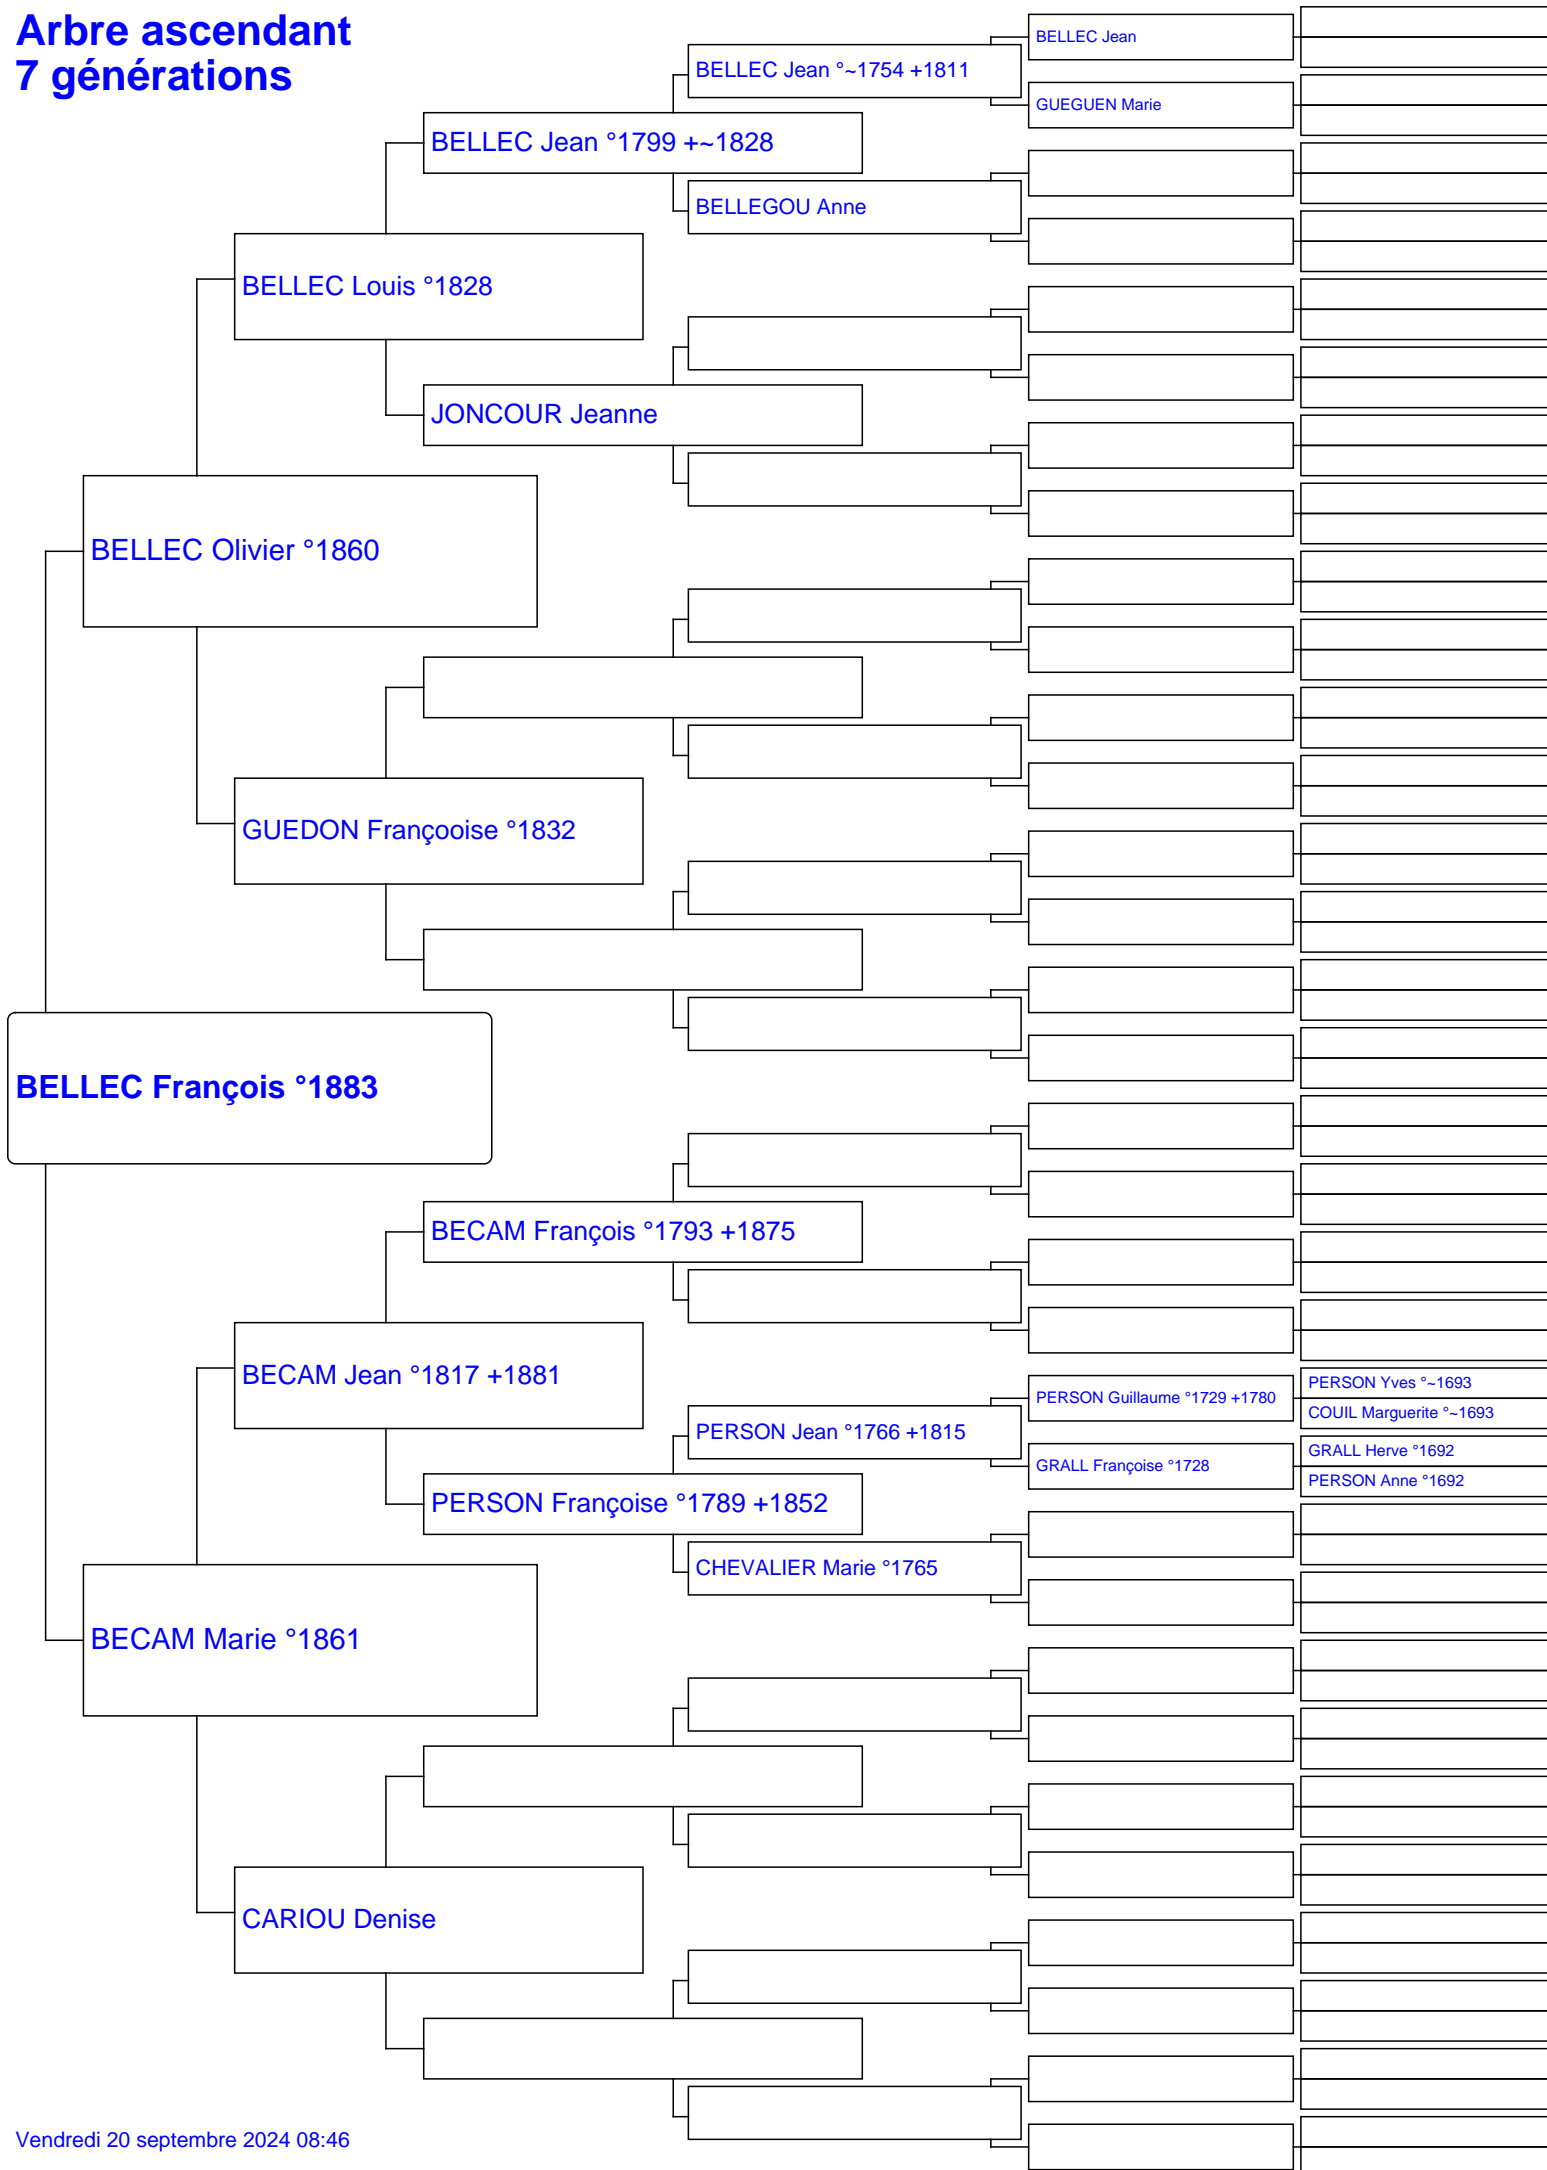 Arbre ascendant
7 générations
BELLEC Jean
BELLEC Jean °~1754 +1811
GUEGUEN Marie
BELLEC Jean °1799 +~1828
BELLEGOU Anne
BELLEC Louis °1828
JONCOUR Jeanne
BELLEC Olivier °1860
GUEDON Françooise °1832
BELLEC François °1883
BECAM François °1793 +1875
BECAM Jean °1817 +1881
PERSON Yves °~1693
PERSON Guillaume °1729 +1780
COUIL Marguerite °~1693
PERSON Jean °1766 +1815
GRALL Herve °1692
GRALL Françoise °1728
PERSON Anne °1692
PERSON Françoise °1789 +1852
CHEVALIER Marie °1765
BECAM Marie °1861
CARIOU Denise
Vendredi 20 septembre 2024 08:46